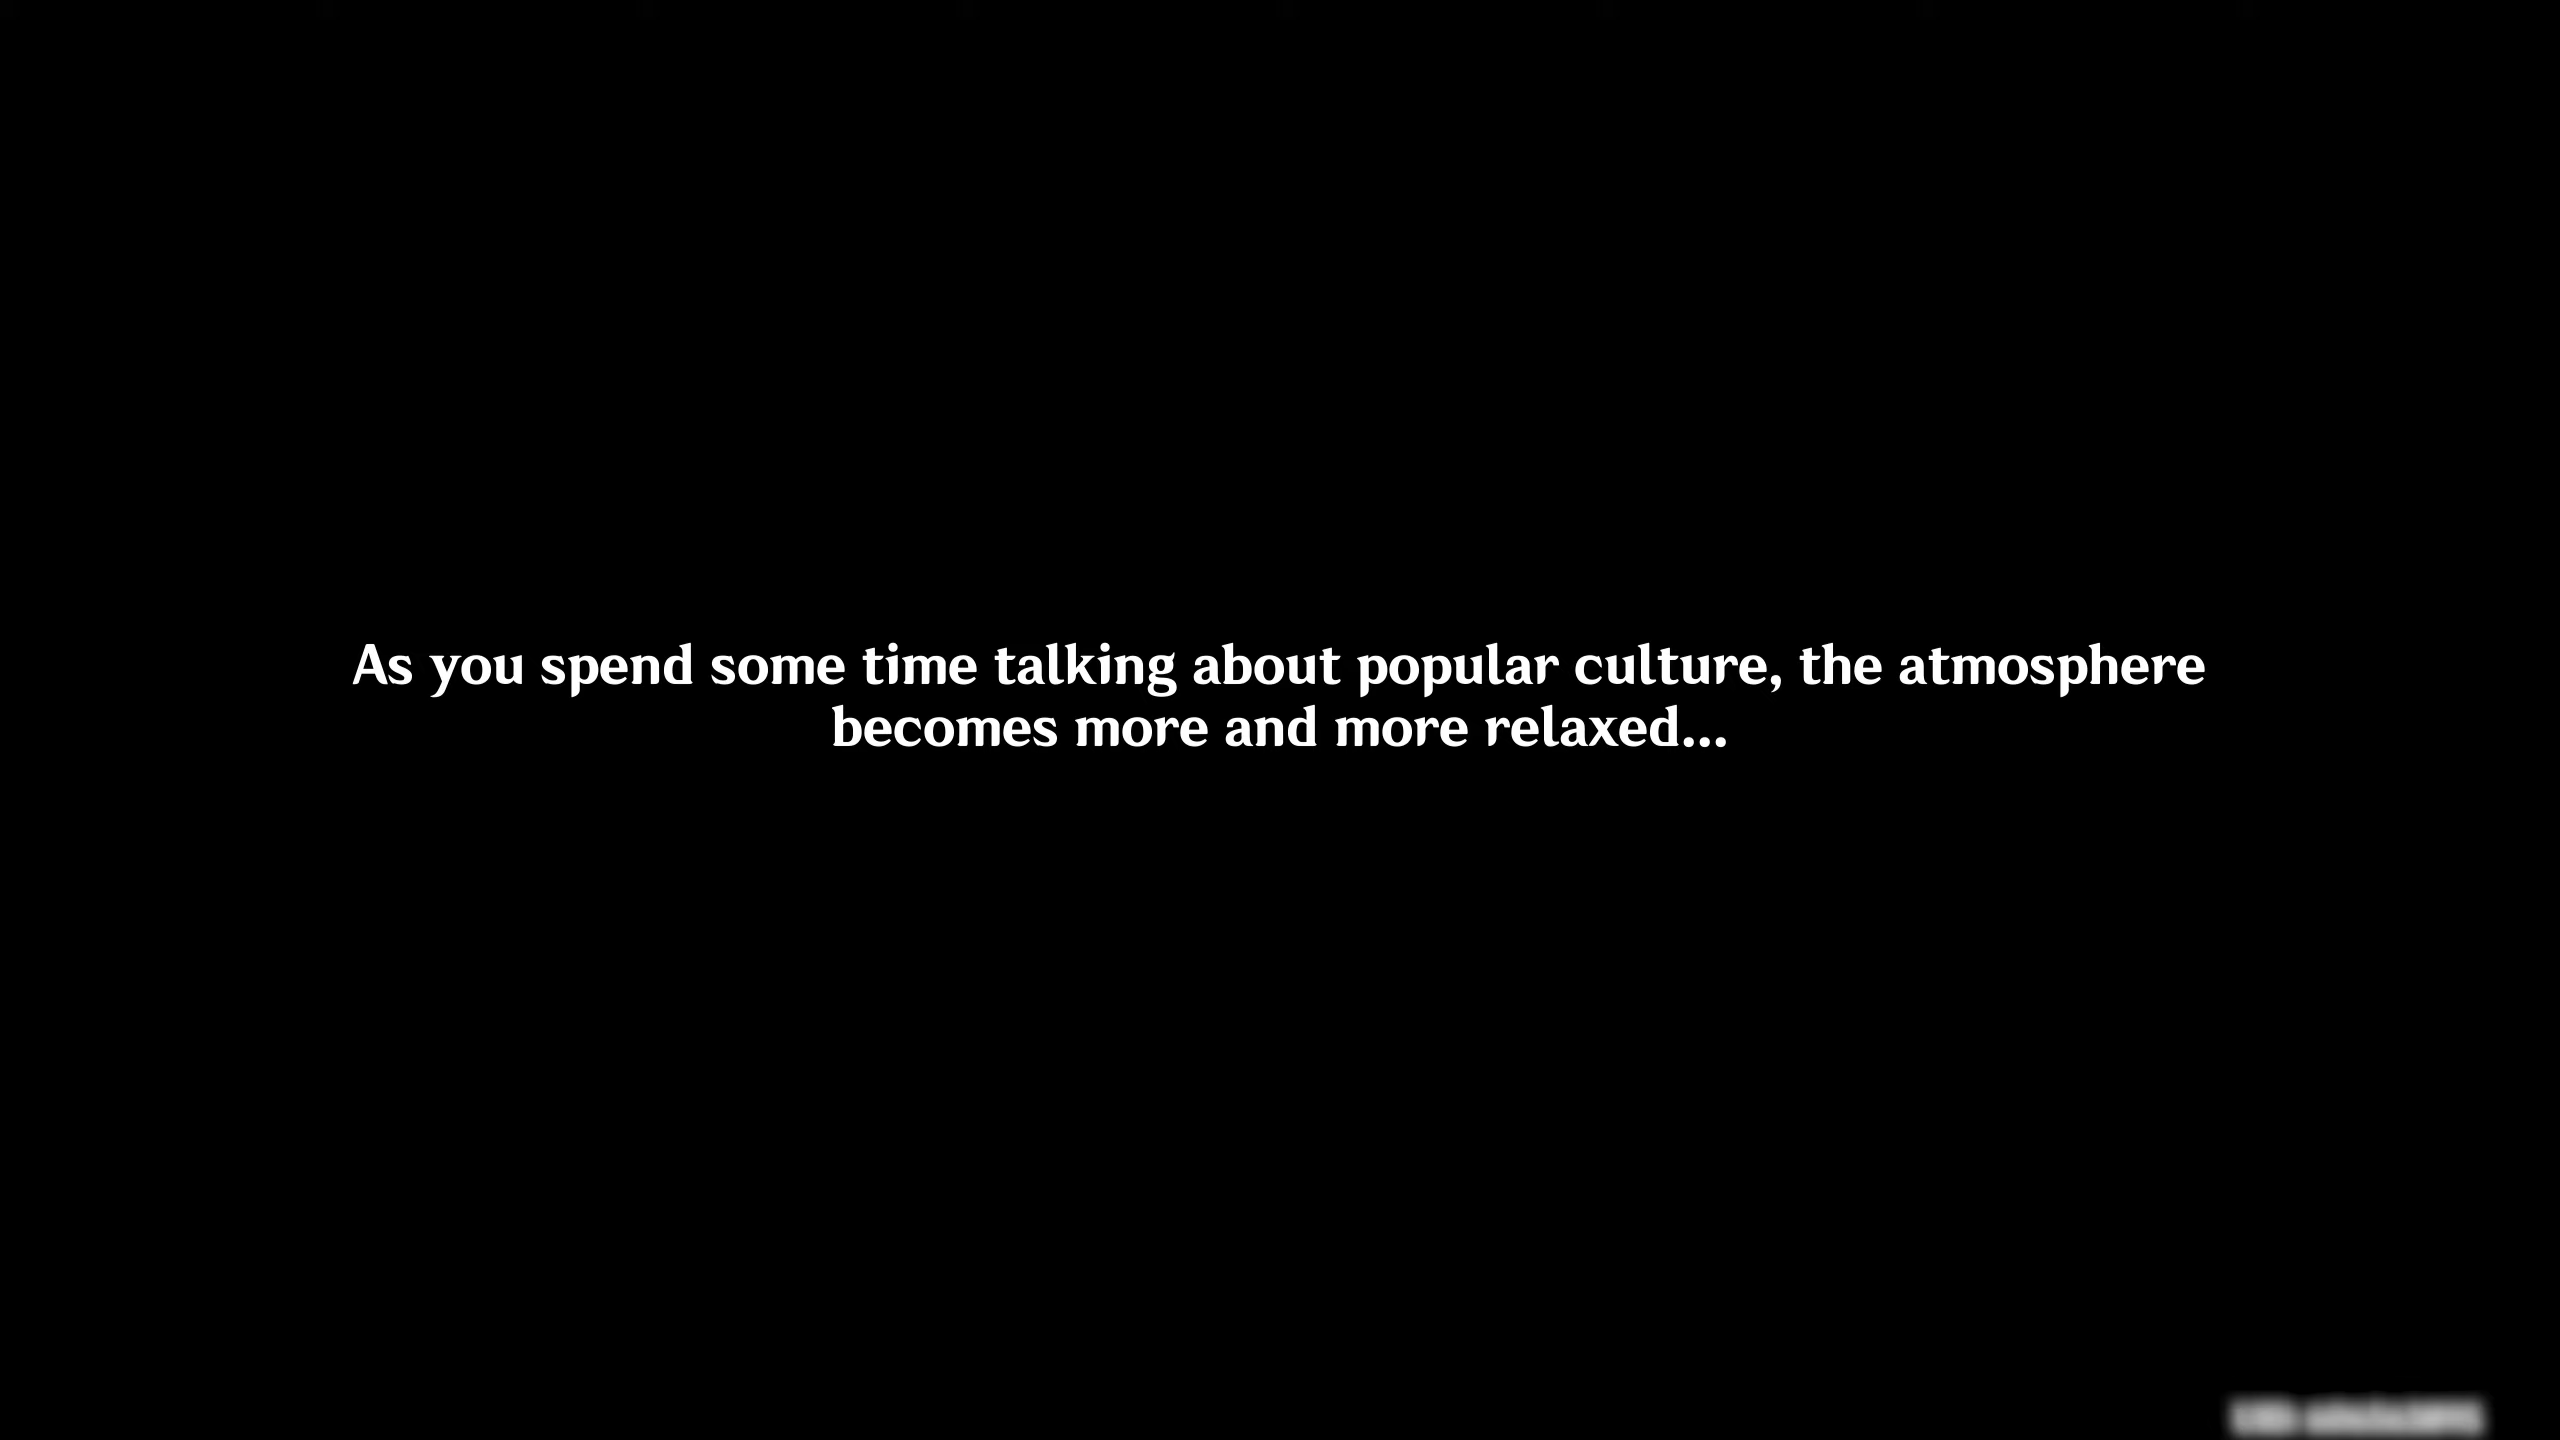 As you spend some time talking about popular culture, the atmosphere
becomes more and more relaxed...